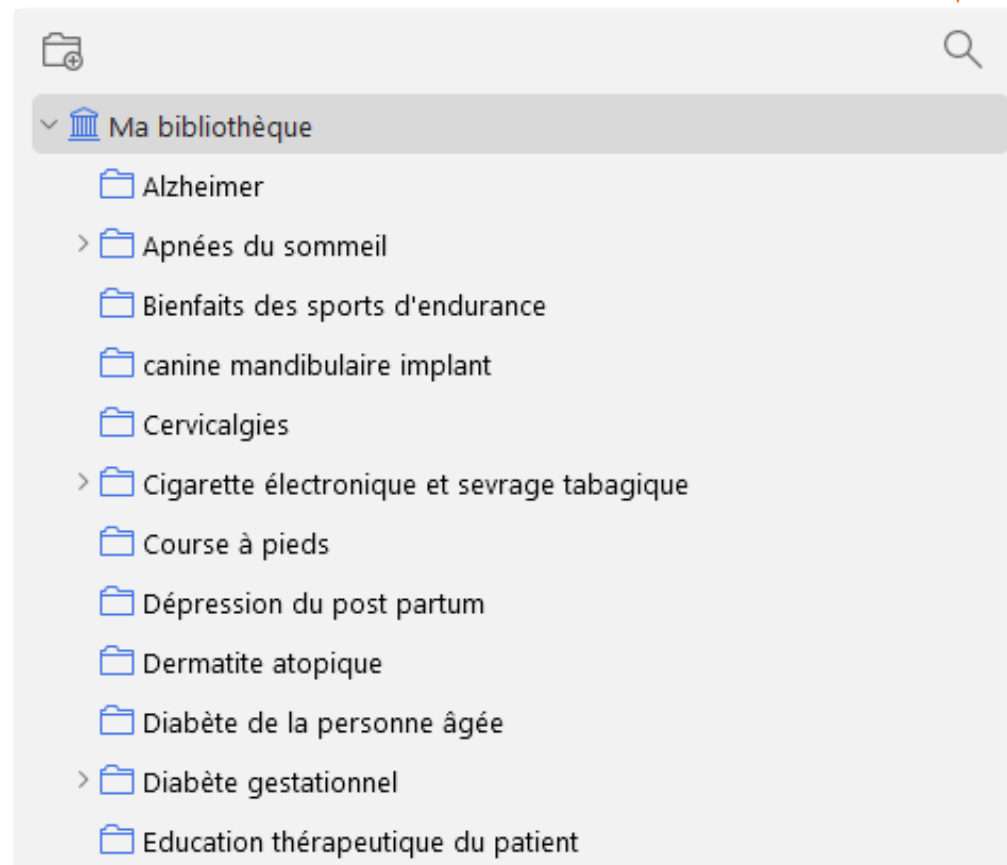 Ma bibliothèque
Alzheimer
Apnées du sommeil
Bienfaits des sports d'endurance
canine mandibulaire implant
Cervicalgies
Cigarette électronique et sevrage tabagique
Course à pieds
Dépression du post partum
Dermatite atopique
Diabète de la personne âgée
Diabète gestationnel
Education thérapeutique du patient